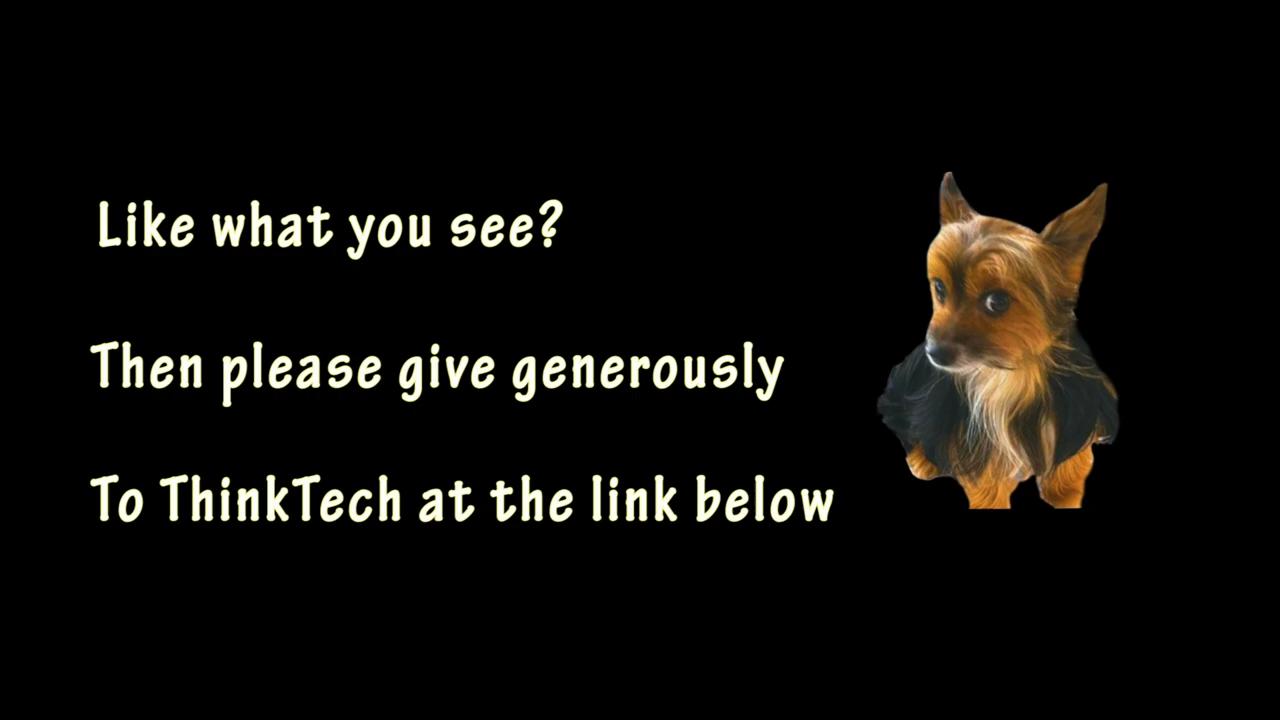 Like what you see?
Then please give generously
To ThinkTech at the link below